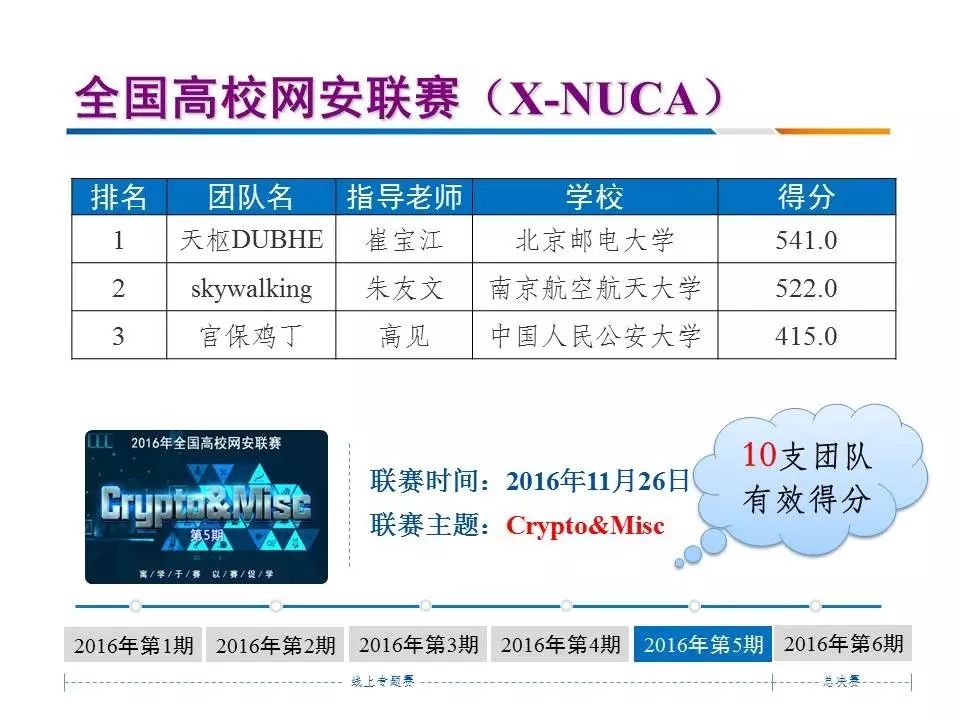 全国高校网安联赛（X-NUCA）
排名 团队名 指导老师 学校 得分
1 天枢DUBHE 崔宝江 北京邮电大学 541.0
2 skywalking 朱友文 南京航空航天大学 522.0
3 宫保鸡丁 高见 中国人民公安大学 415.0
2016年全国高校网安联赛
Crypto&Misc
第5期
寓/学/于/赛 以/赛/促/学
联赛时间：2016年11月26日
联赛主题：Crypto&Misc
10支团队
有效得分
2016年第1期 2016年第2期 2016年第3期 2016年第4期 2016年第5期 2016年第6期
线上专题赛 总决赛